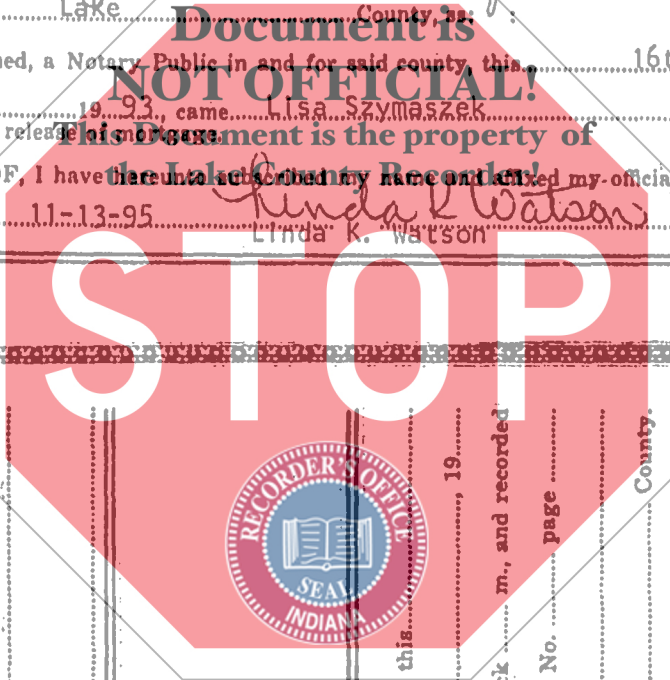 Lake County, ss:
Document is
ned, a Notary Public in and for said county, this 16t
NOT OFFICIAL!
19 93, came Lisa Szymaszek
This Document is the property of
release of mortgage.
the Lake County Recorder!
F, I have hereunto subscribed my name and affixed my officia
Linda K Watson
11-13-95
Linda K. Watson
STOP
RECORDER'S OFFICE
SEAL
INDIANA
this
, 19
m., and recorded
No. page
County.